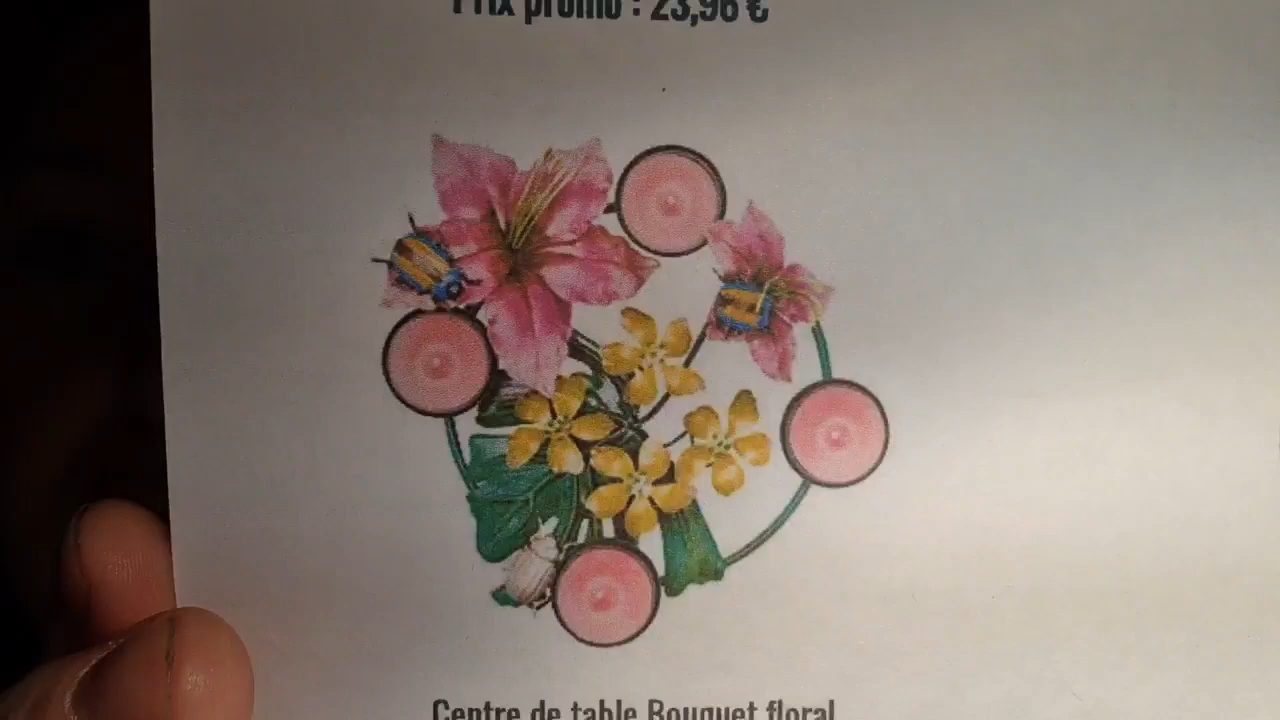 Prix promo : 23,96 €
Centre de table Bouquet floral